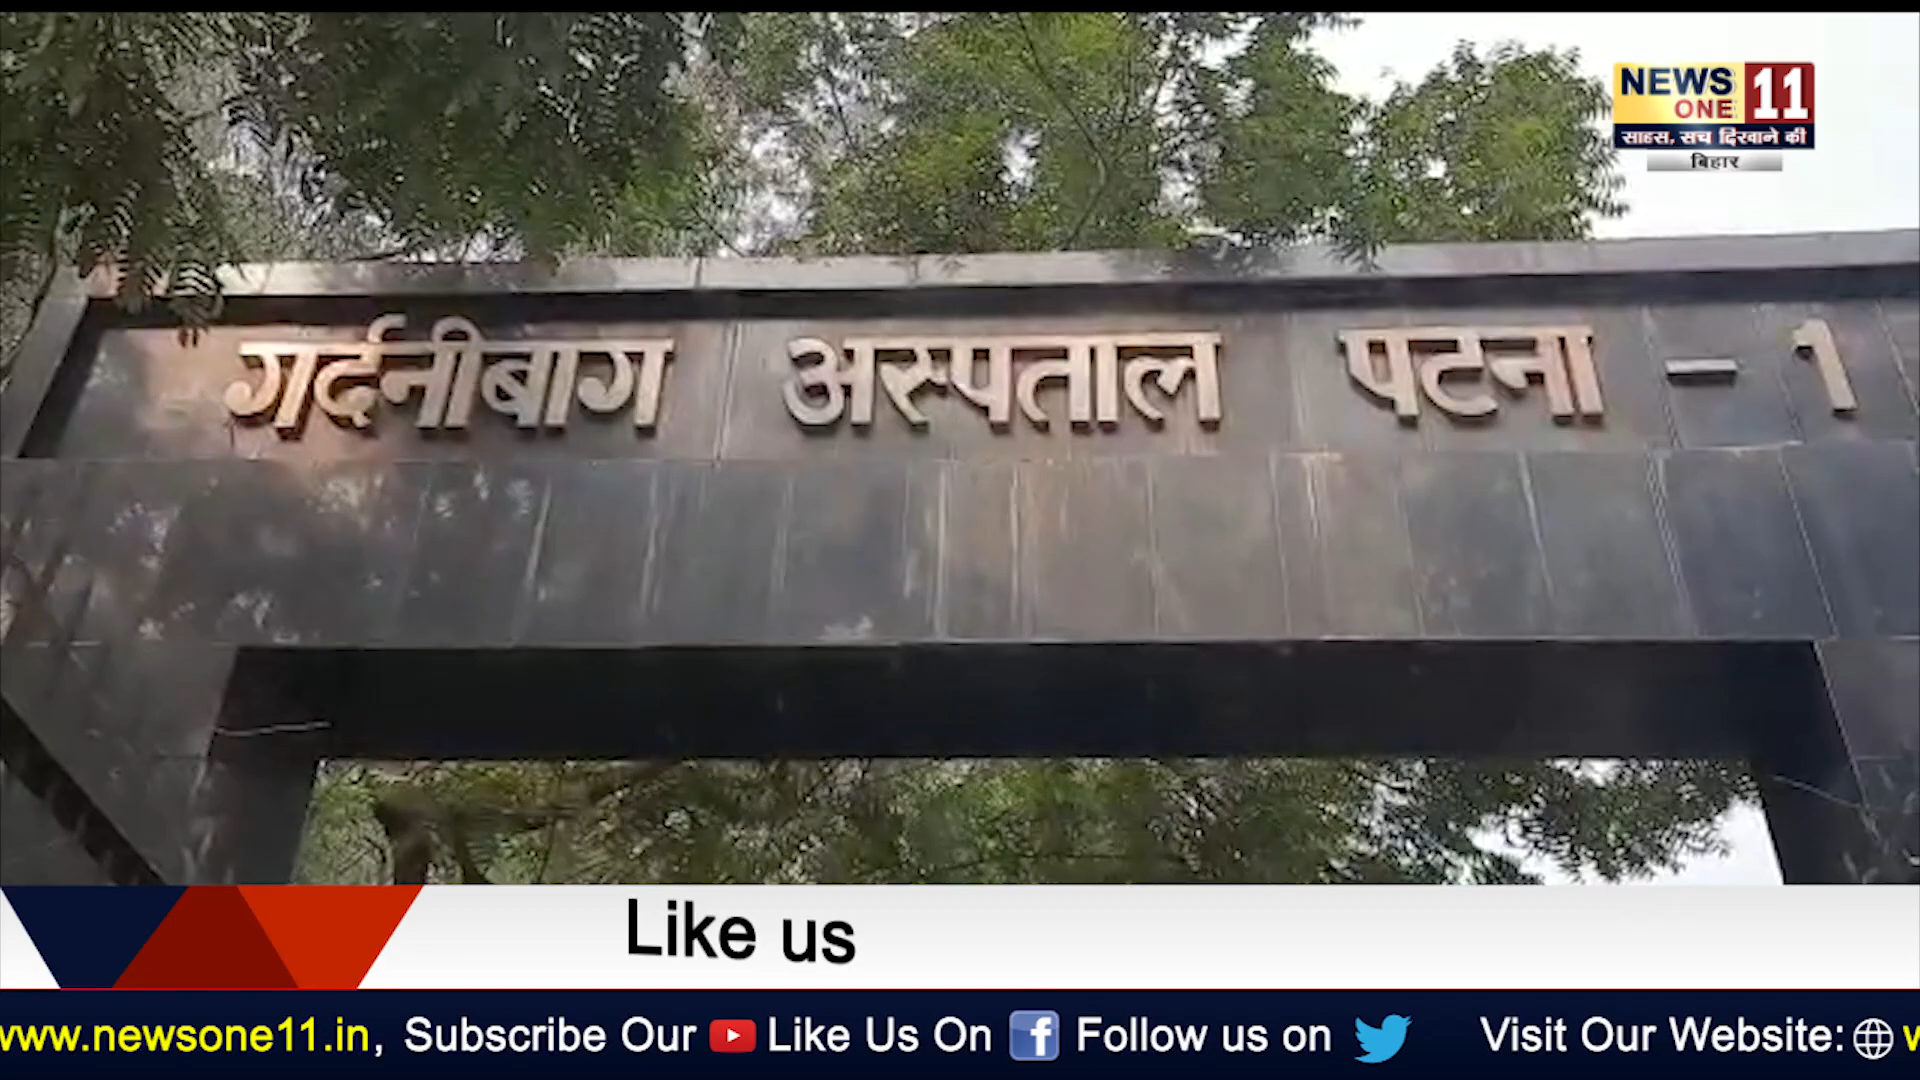 NEWS
ONE 11
साहस, सच दिखाने की
बिहार
गर्दनीबाग अस्पताल पटना - 1
Like us
www.newsone11.in, Subscribe Our Like Us On Follow us on Visit Our Website: